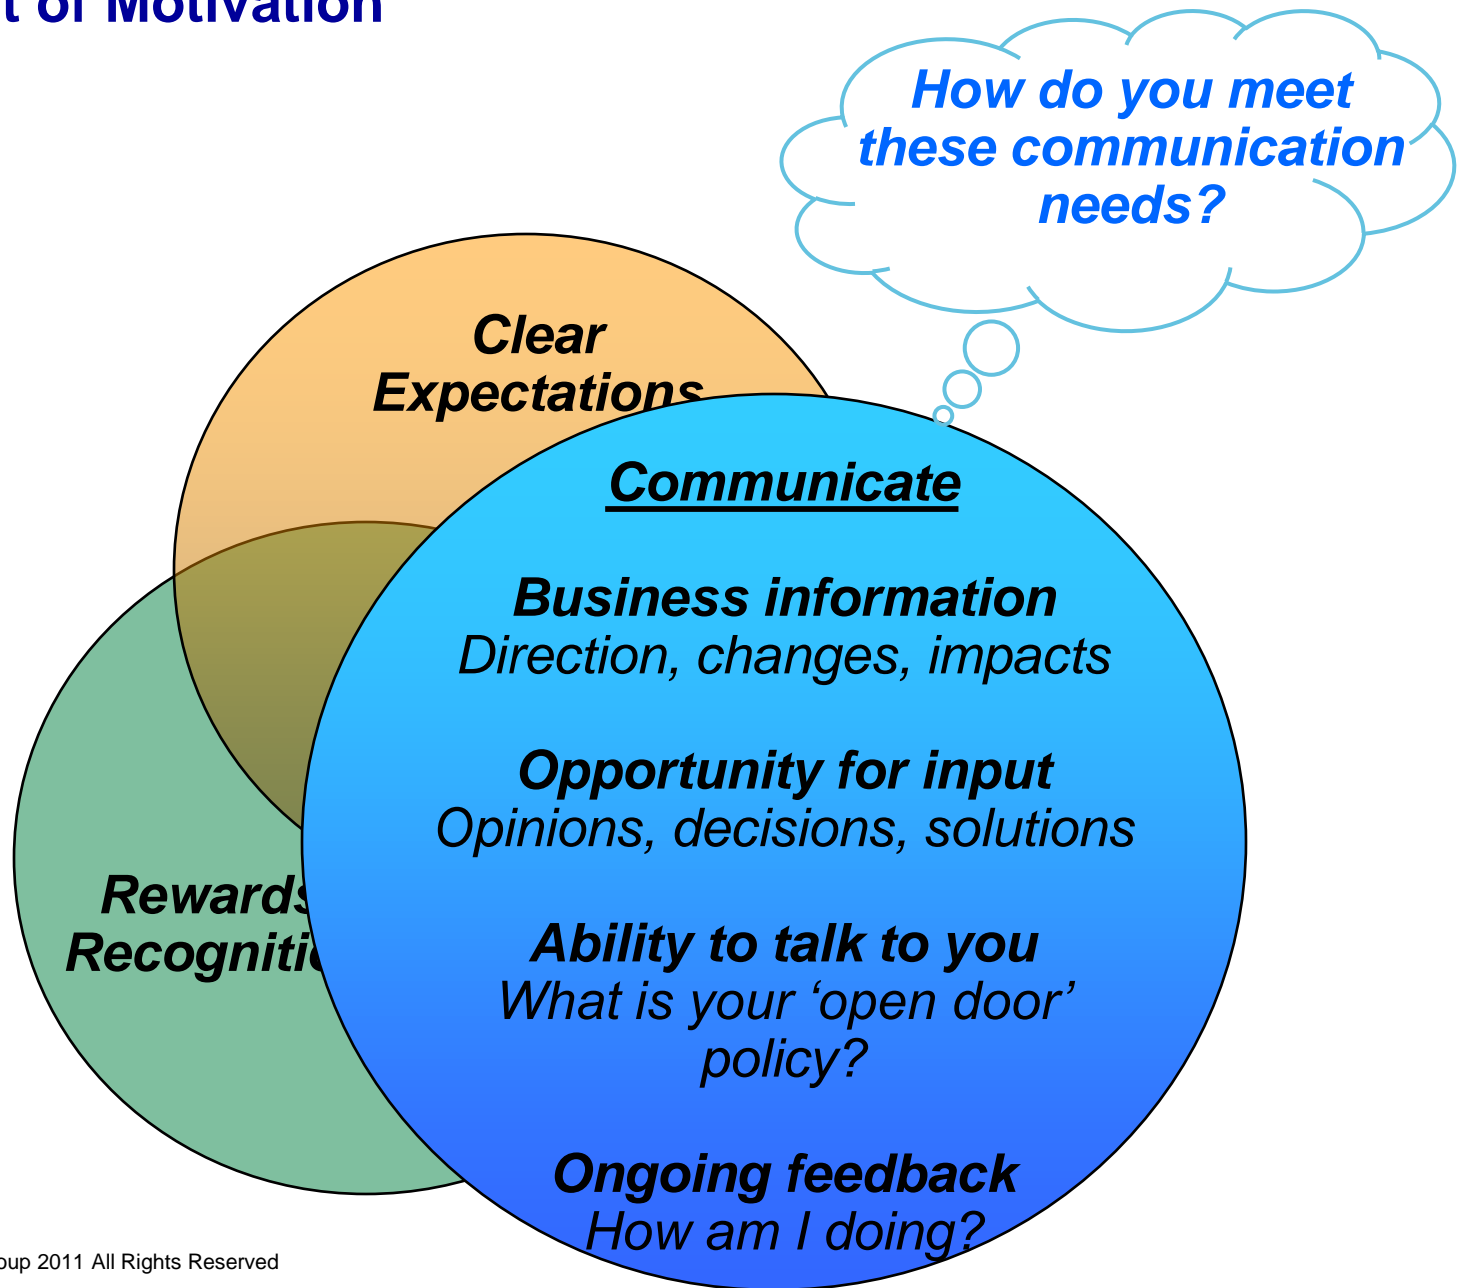 t of Motivation
How do you meet
these communication
needs?
Clear
Expectations
Communicate
Business information
Direction, changes, impacts
Opportunity for input
Opinions, decisions, solutions
Rewards
Ability to talk to you
What is your ‘open door’
policy?
Ongoing feedback
How am I doing?
oup 2011 All Rights Reserved